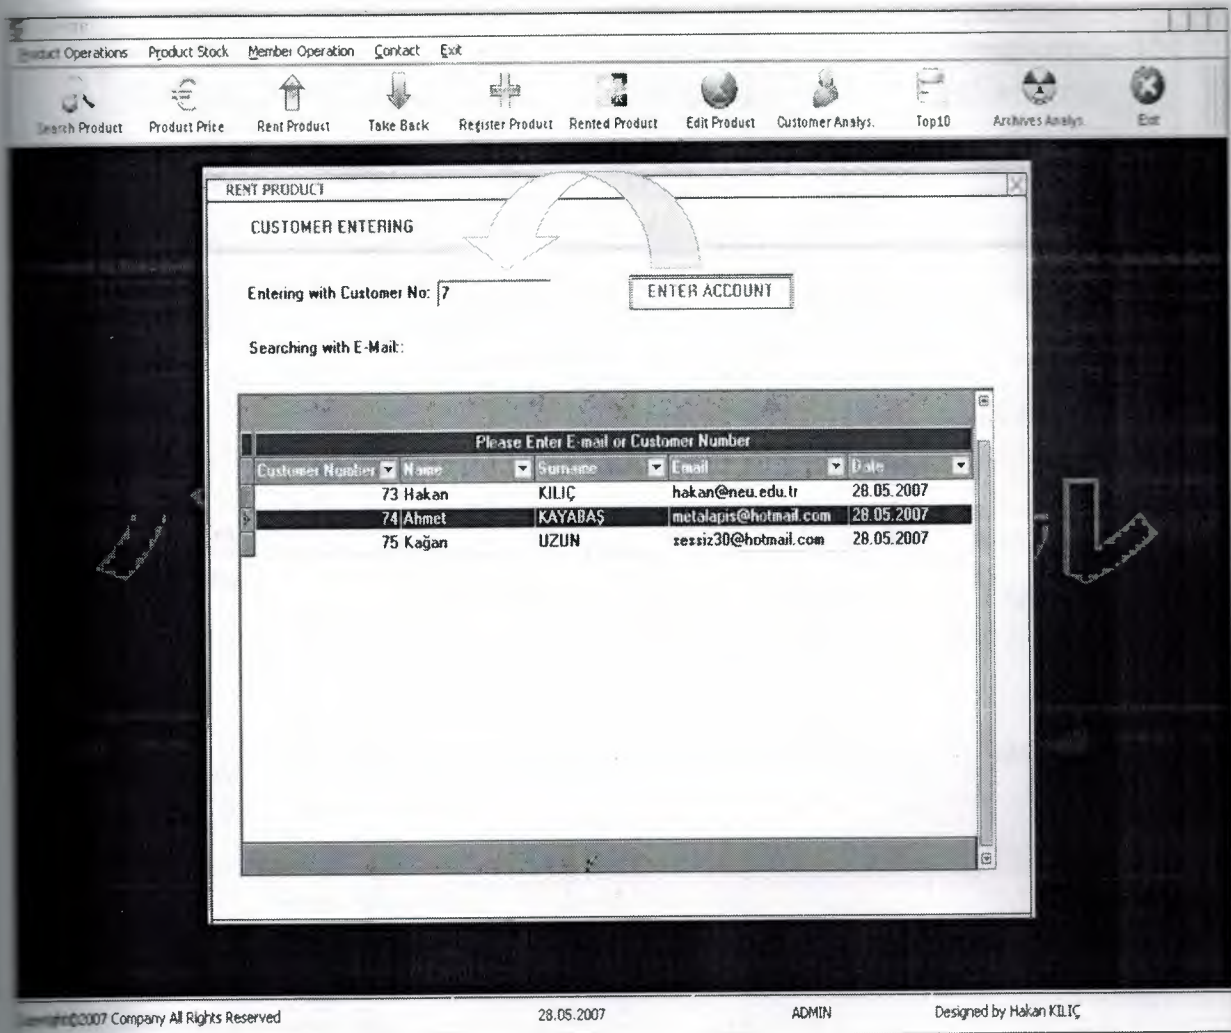 Operations Product Stock Member Operation Contact Exit
Search Product Product Price Rent Product Take Back Register Product Rented Product Edit Product Customer Analys. Top10 Archives Analys. Exit
RENT PRODUCT
CUSTOMER ENTERING
Entering with Customer No: 7 ENTER ACCOUNT
Searching with E-Mail::
Please Enter E-mail or Customer Number
Customer Number Name Surname Email Date
73 Hakan KILIÇ hakan@neu.edu.tr 28.05.2007
74 Ahmet KAYABAŞ metalapis@hotmail.com 28.05.2007
75 Kağan UZUN sessiz30@hotmail.com 28.05.2007
©2007 Company All Rights Reserved 28.05.2007 ADMIN Designed by Hakan KILIÇ